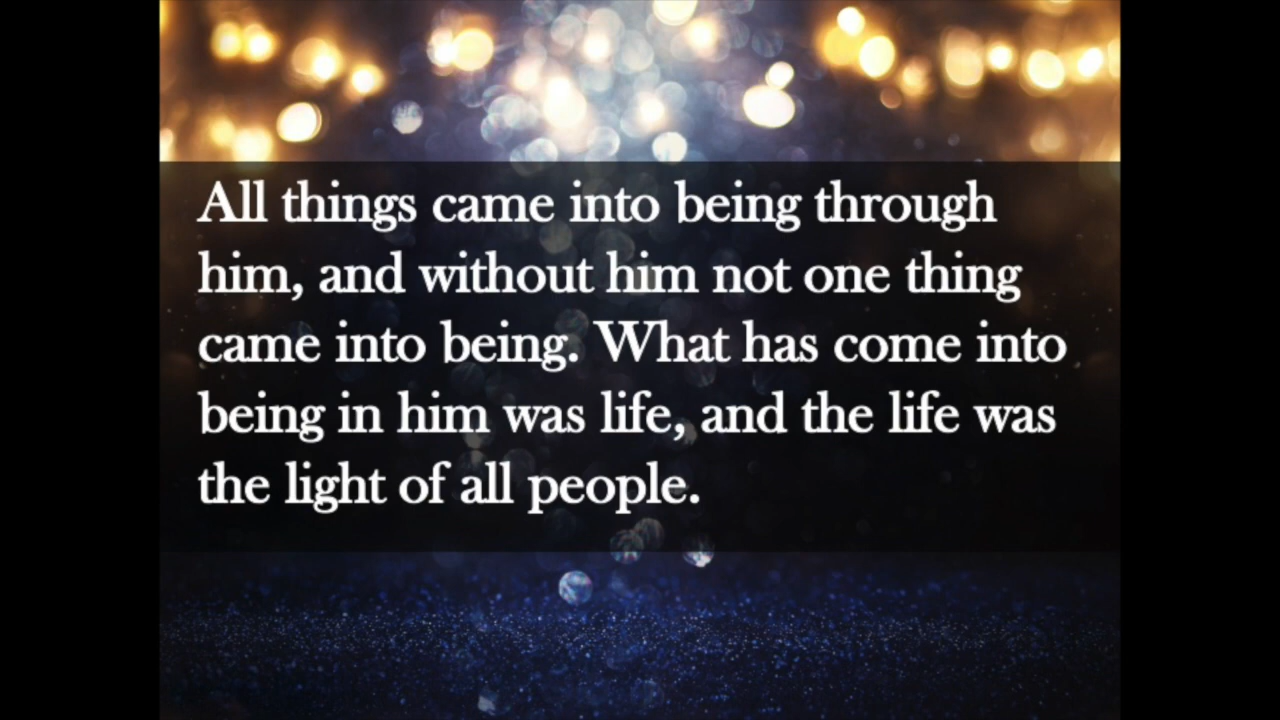 All things came into being through
him, and without him not one thing
came into being. What has come into
being in him was life, and the life was
the light of all people.